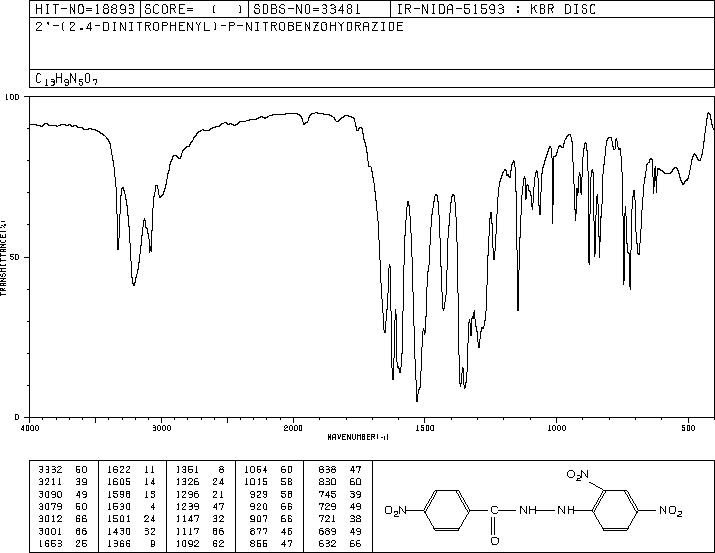 HIT-NO=18893 SCORE= ( ) SDBS-NO=33481 IR-NIDA-51593 : KBR DISC
2'-(2,4-DINITROPHENYL)-P-NITROBENZOHYDRAZIDE
C13H9N5O7
100
50
0
TRANSMITTANCE(%)
4000 3000 2000 1500 1000 500
WAVENUMBER(-1)
3332 50 1622 11 1351 8 1064 60 838 47
3211 39 1605 14 1326 24 1015 58 830 60
3090 49 1598 13 1296 21 929 58 745 39
3079 50 1530 4 1239 47 920 66 729 49
3012 66 1501 24 1147 32 907 66 721 38
3001 66 1430 32 1117 66 877 46 689 49
1653 25 1366 9 1092 62 855 47 632 66
O2N
C
O
NH
NH
O2N
NO2